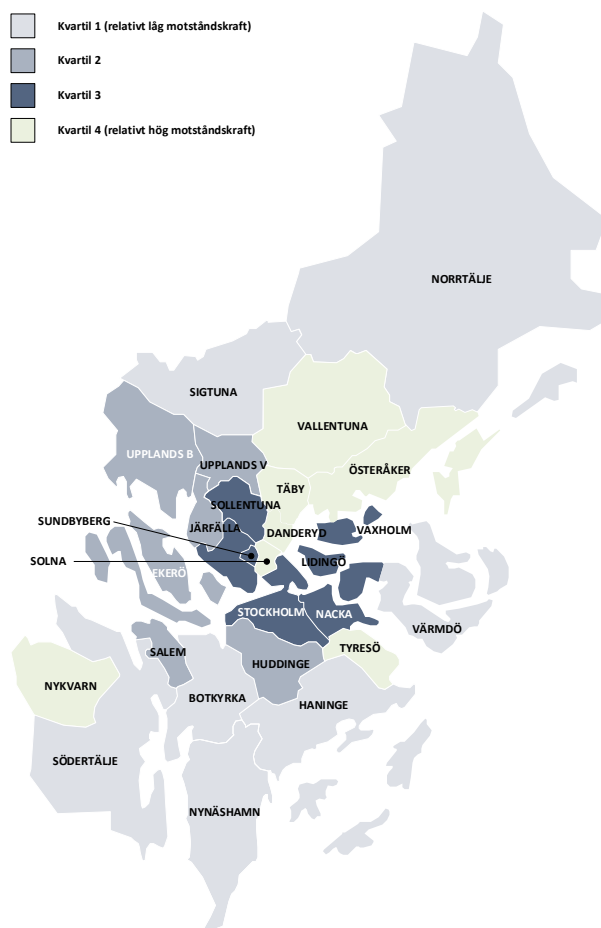 Kvartil 1 (relativt låg motståndskraft)
Kvartil 2
Kvartil 3
Kvartil 4 (relativt hög motståndskraft)
NORRTÄLJE
SIGTUNA
VALLENTUNA
UPPLANDS B
UPPLANDS V
ÖSTERÅKER
TÄBY
SOLLENTUNA
SUNDBYBERG
JÄRFÄLLA
DANDERYD
VAXHOLM
SOLNA
LIDINGÖ
EKERÖ
STOCKHOLM
NACKA
VÄRMDÖ
SALEM
TYRESÖ
HUDDINGE
NYKVARN
BOTKYRKA
HANINGE
SÖDERTÄLJE
NYNÄSHAMN